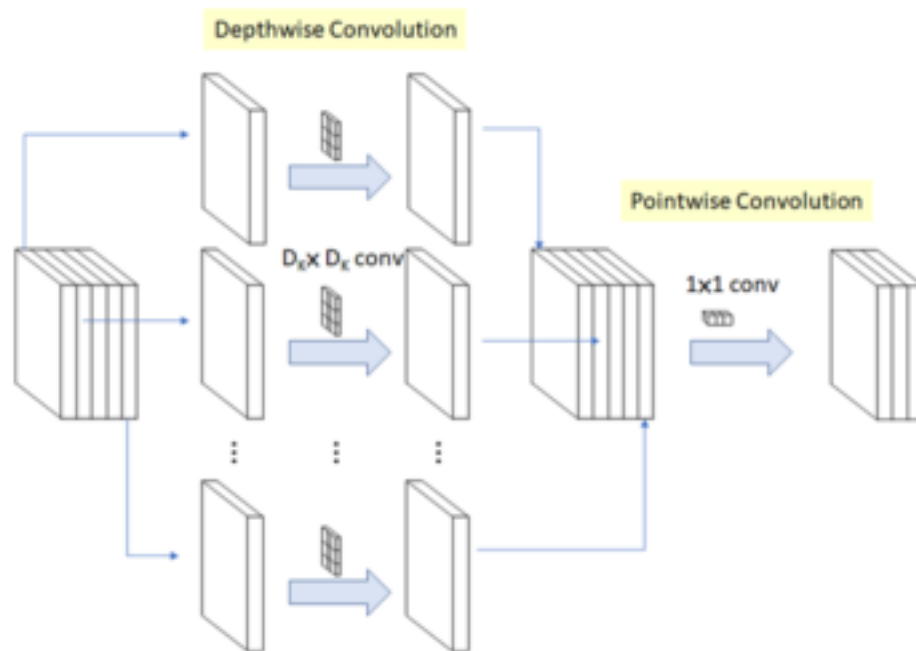 Depthwise Convolution
Pointwise Convolution
Dₖx Dₖ conv
1x1 conv